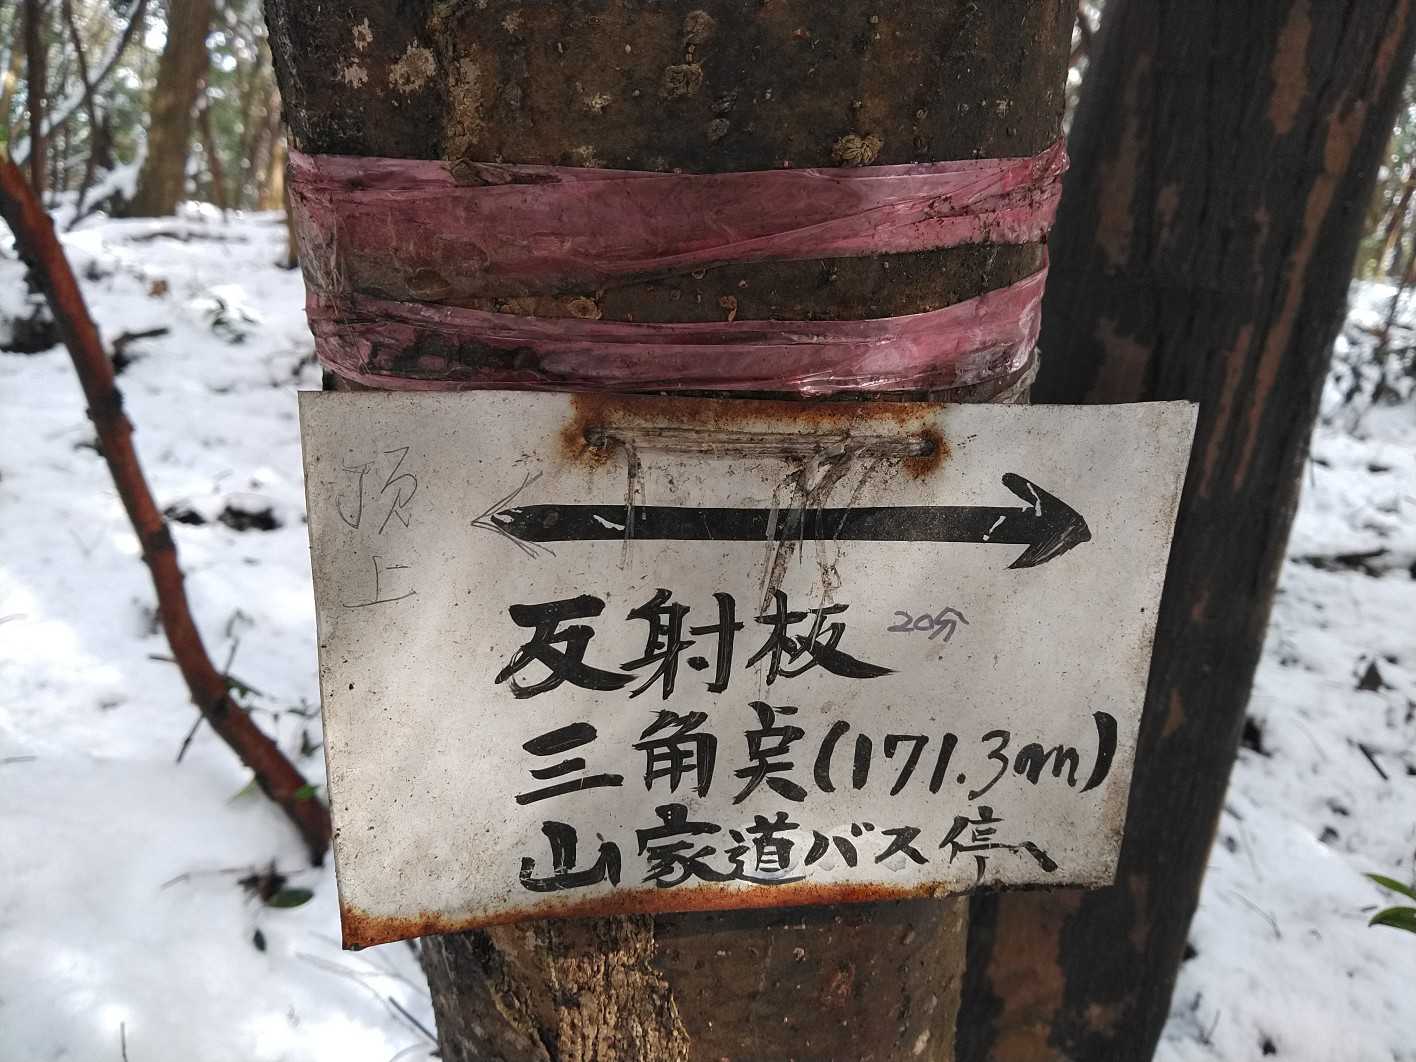 頂上
反射板 20分
三角点(171.3m)
山家道バス停へ